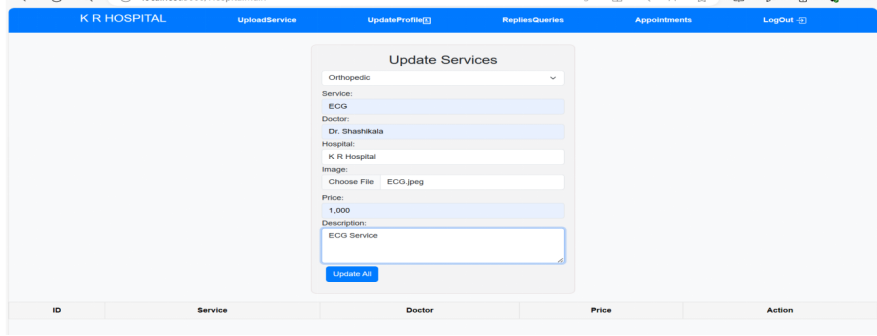 K R HOSPITAL UploadService UpdateProfile RepliesQueries Appointments LogOut
Update Services
Orthopedic
Service:
ECG
Doctor:
Dr. Shashikala
Hospital:
K R Hospital
Image:
Choose File ECG.jpeg
Price:
1,000
Description:
ECG Service
Update All
ID Service Doctor Price Action